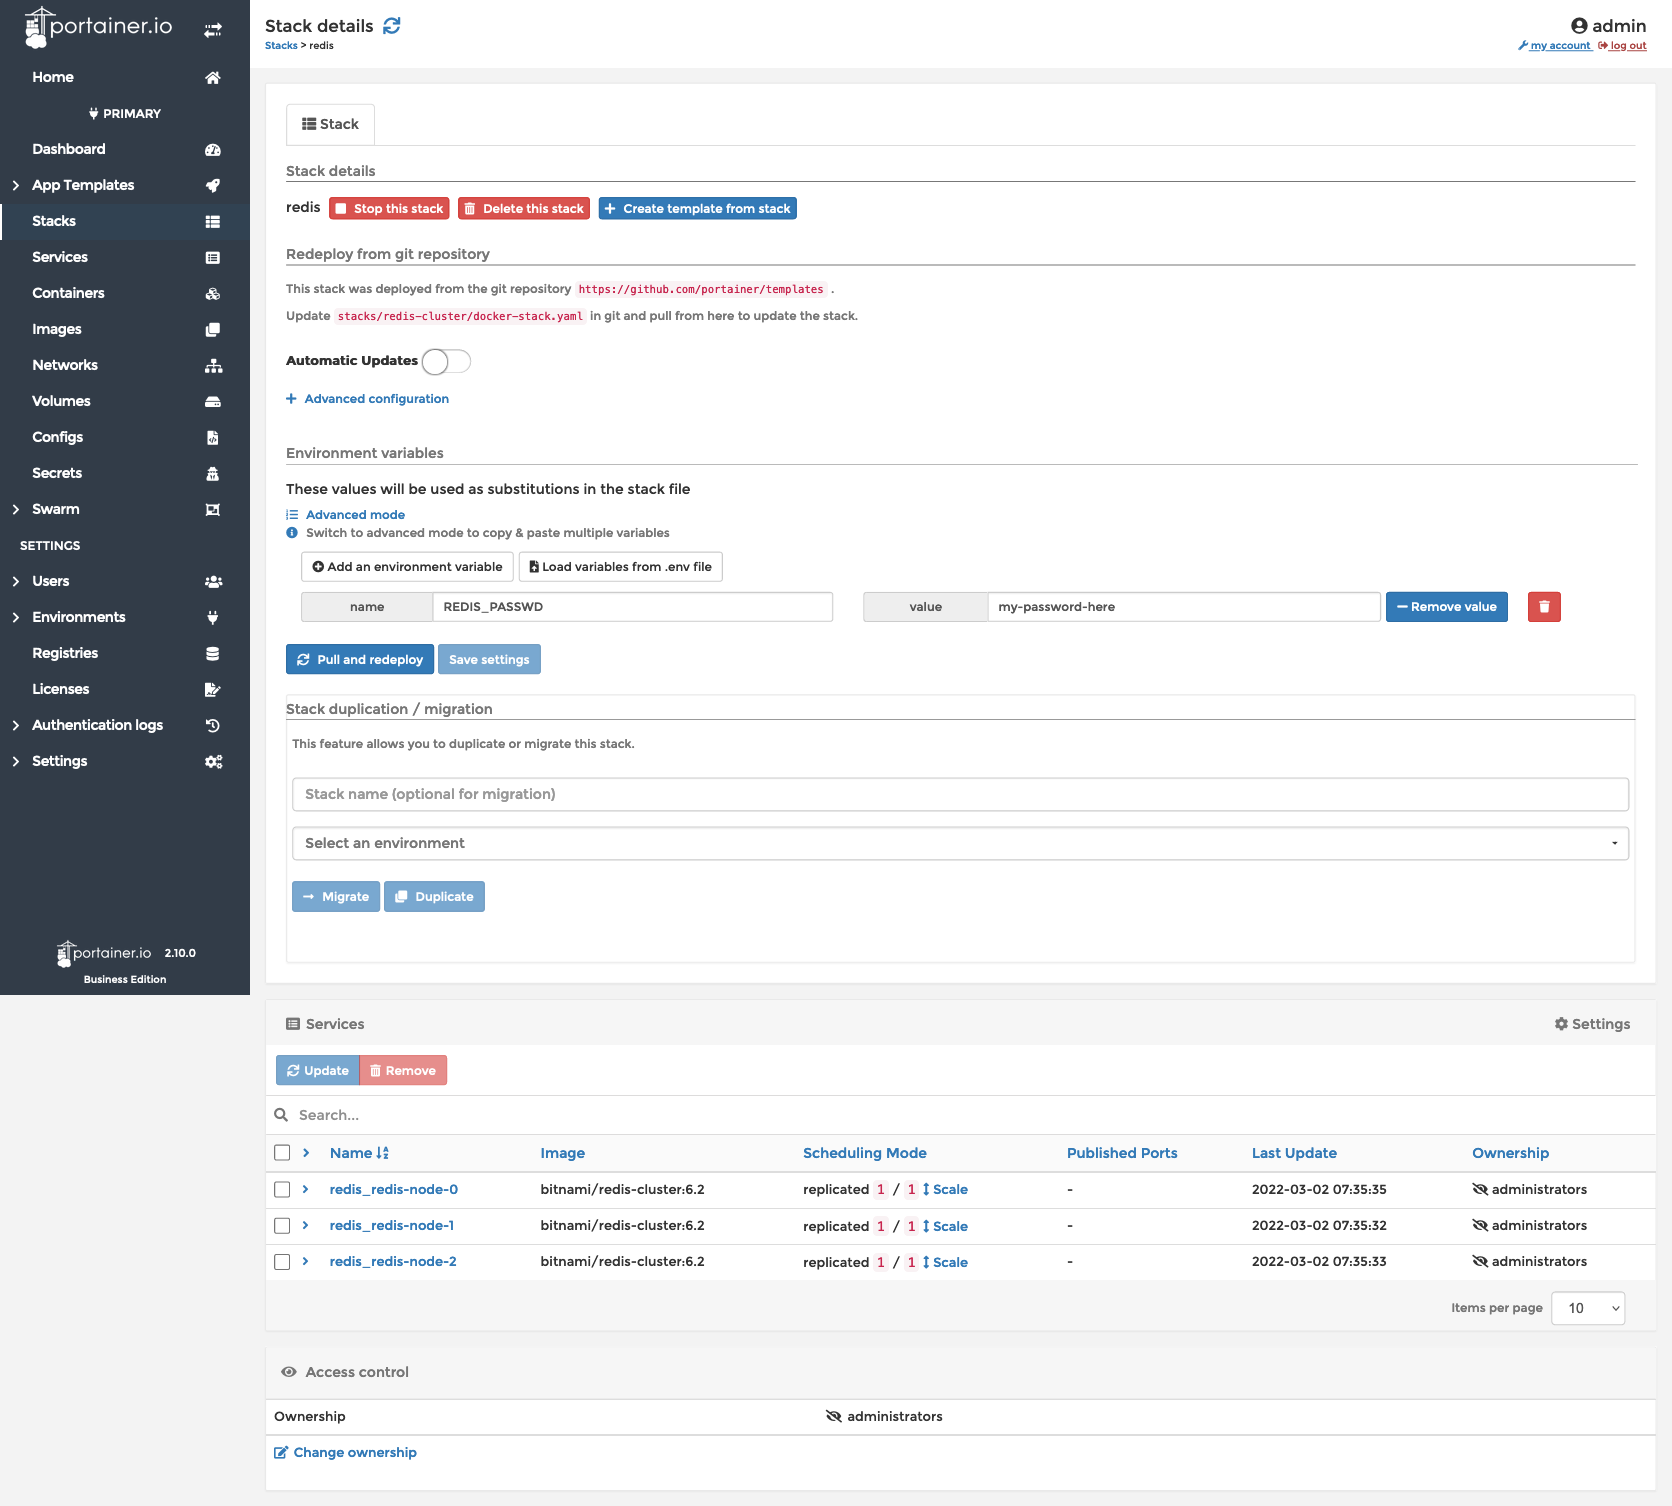 portainer.io
Home
PRIMARY
Dashboard
App Templates
Stacks
Services
Containers
Images
Networks
Volumes
Configs
Secrets
Swarm
SETTINGS
Users
Environments
Registries
Licenses
Authentication logs
Settings
portainer.io 2.10.0
Business Edition
Stack details
Stacks > redis
admin
my account log out
Stack
Stack details
redis Stop this stack Delete this stack Create template from stack
Redeploy from git repository
This stack was deployed from the git repository https://github.com/portainer/templates .
Update stacks/redis-cluster/docker-stack.yaml in git and pull from here to update the stack.
Automatic Updates
Advanced configuration
Environment variables
These values will be used as substitutions in the stack file
Advanced mode
Switch to advanced mode to copy & paste multiple variables
Add an environment variable Load variables from .env file
name REDIS_PASSWD value my-password-here Remove value
Pull and redeploy Save settings
Stack duplication / migration
This feature allows you to duplicate or migrate this stack.
Stack name (optional for migration)
Select an environment
Migrate Duplicate
Services Settings
Update Remove
Search...
Name Image Scheduling Mode Published Ports Last Update Ownership
redis_redis-node-0 bitnami/redis-cluster:6.2 replicated 1 / 1 Scale - 2022-03-02 07:35:35 administrators
redis_redis-node-1 bitnami/redis-cluster:6.2 replicated 1 / 1 Scale - 2022-03-02 07:35:32 administrators
redis_redis-node-2 bitnami/redis-cluster:6.2 replicated 1 / 1 Scale - 2022-03-02 07:35:33 administrators
Items per page 10
Access control
Ownership administrators
Change ownership